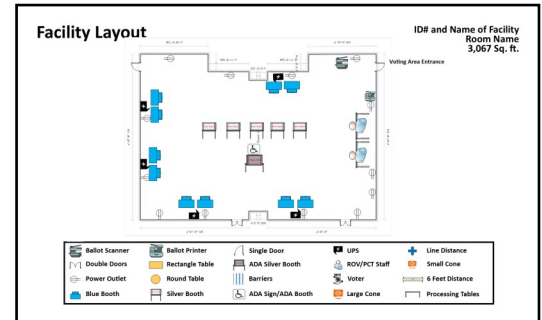 Facility Layout
ID# and Name of Facility
Room Name
3,067 Sq. ft.
Voting Area Entrance
Ballot Scanner
Ballot Printer
Single Door
UPS
Line Distance
Double Doors
Rectangle Table
ADA Silver Booth
ROV/PCT Staff
Small Cone
Power Outlet
Round Table
Barriers
Voter
6 Feet Distance
Blue Booth
Silver Booth
ADA Sign/ADA Booth
Large Cone
Processing Tables